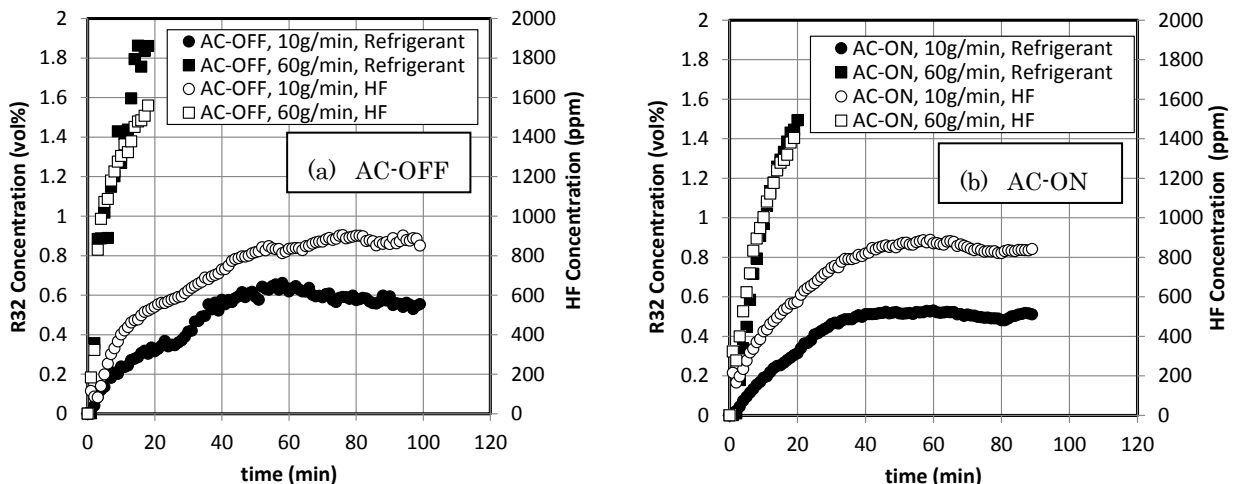 2
1.8
1.6
1.4
1.2
1
0.8
0.6
0.4
0.2
0
R32 Concentration (vol%)
AC-OFF, 10g/min, Refrigerant
AC-OFF, 60g/min, Refrigerant
AC-OFF, 10g/min, HF
AC-OFF, 60g/min, HF
(a) AC-OFF
2000
1800
1600
1400
1200
1000
800
600
400
200
0
HF Concentration (ppm)
0 20 40 60 80 100 120
time (min)
2
1.8
1.6
1.4
1.2
1
0.8
0.6
0.4
0.2
0
R32 Concentration (vol%)
AC-ON, 10g/min, Refrigerant
AC-ON, 60g/min, Refrigerant
AC-ON, 10g/min, HF
AC-ON, 60g/min, HF
(b) AC-ON
2000
1800
1600
1400
1200
1000
800
600
400
200
0
HF Concentration (ppm)
0 20 40 60 80 100 120
time (min)